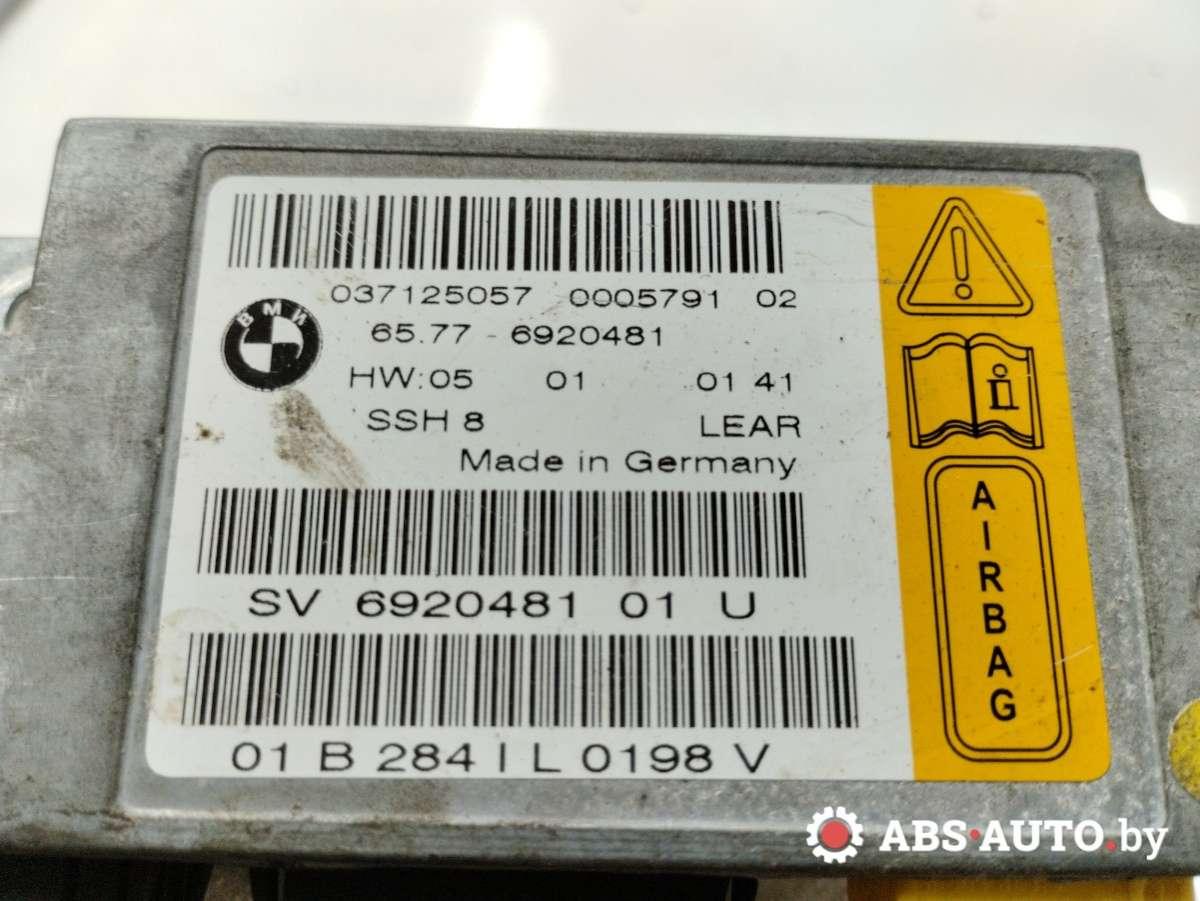 037125057 0005791 02
BMW
65.77 - 6920481
HW:05 01 01 41
SSH 8 LEAR
Made in Germany
SV 6920481 01 U
01 B 284 I L 0198 V
i
AIRBAG
ABS·AUTO.by